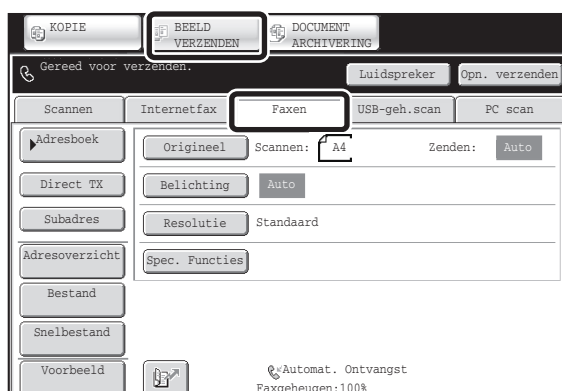 KOPIE
BEELD VERZENDEN
DOCUMENT ARCHIVERING
Gereed voor verzenden.
Luidspreker
Opn. verzenden
Scannen
Internetfax
Faxen
USB-geh.scan
PC scan
Adresboek
Origineel
Scannen:
A4
Zenden:
Auto
Direct TX
Belichting
Auto
Subadres
Resolutie
Standaard
Adresoverzicht
Spec. Functies
Bestand
Snelbestand
Voorbeeld
Automat. Ontvangst
Faxgeheugen:100%